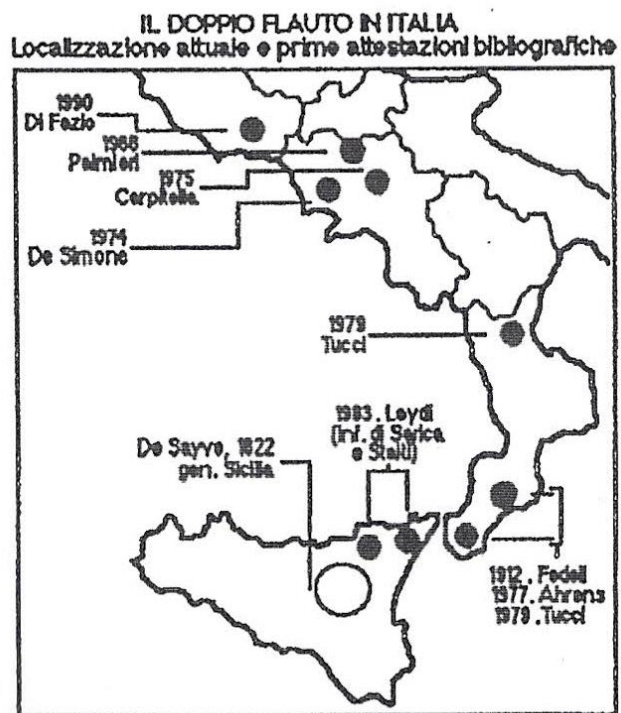 IL DOPPIO FLAUTO IN ITALIA
Localizzazione attuale e prime attestazioni bibliografiche
1990
Di Fazio
1988
Palmieri
1975
Carpitella
1974
De Simone
1979
Tucci
1983. Leydi
(inf. di Sarica
e Staiti)
De Sayve, 1822
gen. Sicilia
1912. Fedeli
1977. Ahrens
1979. Tucci